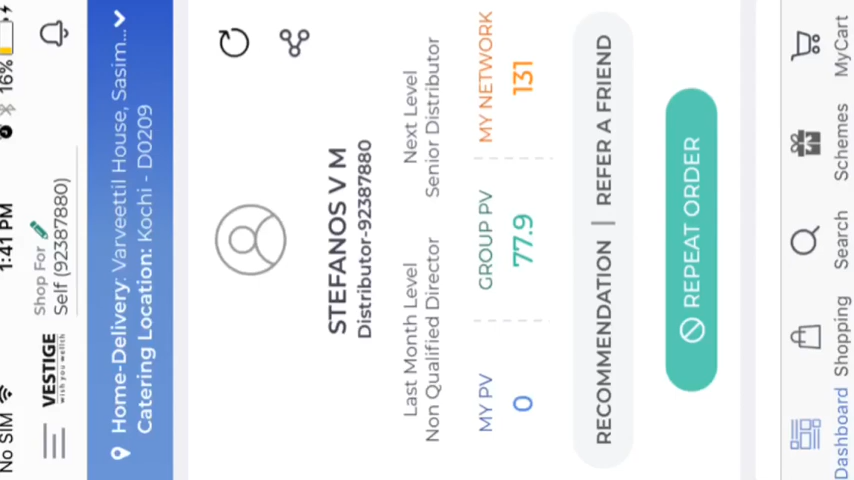 No SIM 1:41 PM 16%
VESTIGE
wish you wellth
Shop For
Self (92387880)
Home-Delivery: Varveettil House, Sasim...
Catering Location: Kochi - D0209
STEFANOS V M
Distributor-92387880
Last Month Level Next Level
Non Qualified Director Senior Distributor
MY PV GROUP PV MY NETWORK
0 77.9 131
RECOMMENDATION | REFER A FRIEND
REPEAT ORDER
Dashboard Shopping Search Schemes MyCart